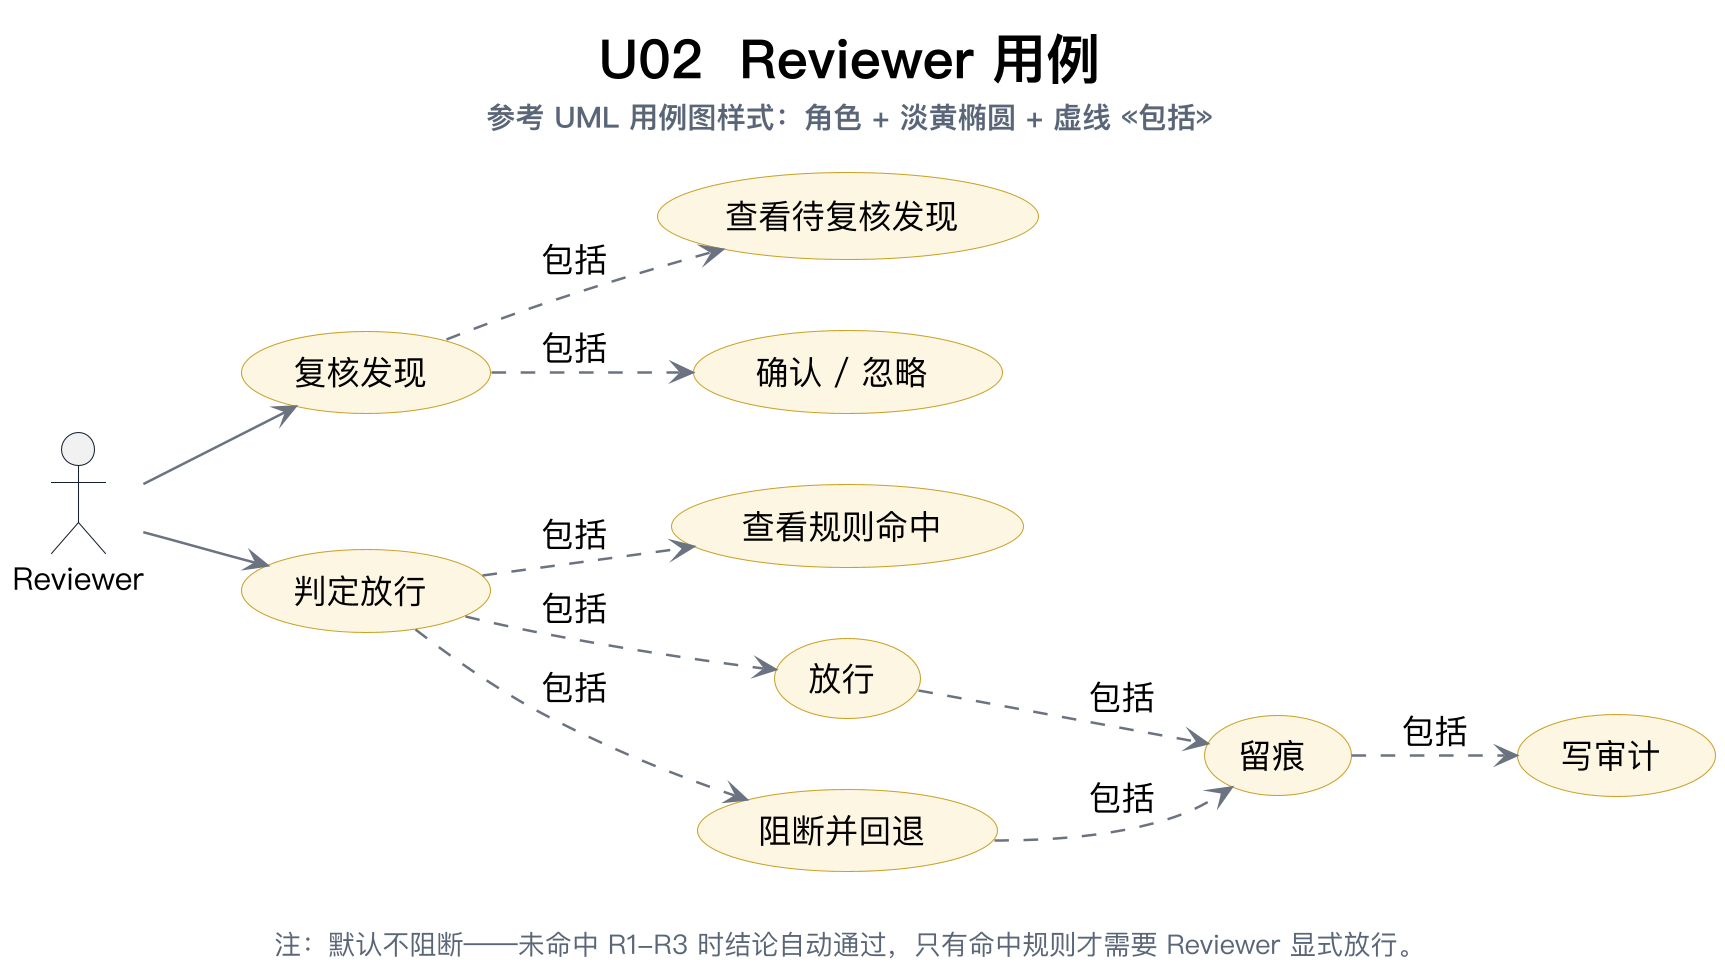 U02 Reviewer 用例
参考 UML 用例图样式：角色 + 淡黄椭圆 + 虚线 «包括»
查看待复核发现
包括
包括
复核发现
确认 / 忽略
查看规则命中
包括
Reviewer
判定放行
包括
放行
包括
包括
留痕
包括
写审计
包括
阻断并回退
注：默认不阻断——未命中 R1–R3 时结论自动通过，只有命中规则才需要 Reviewer 显式放行。